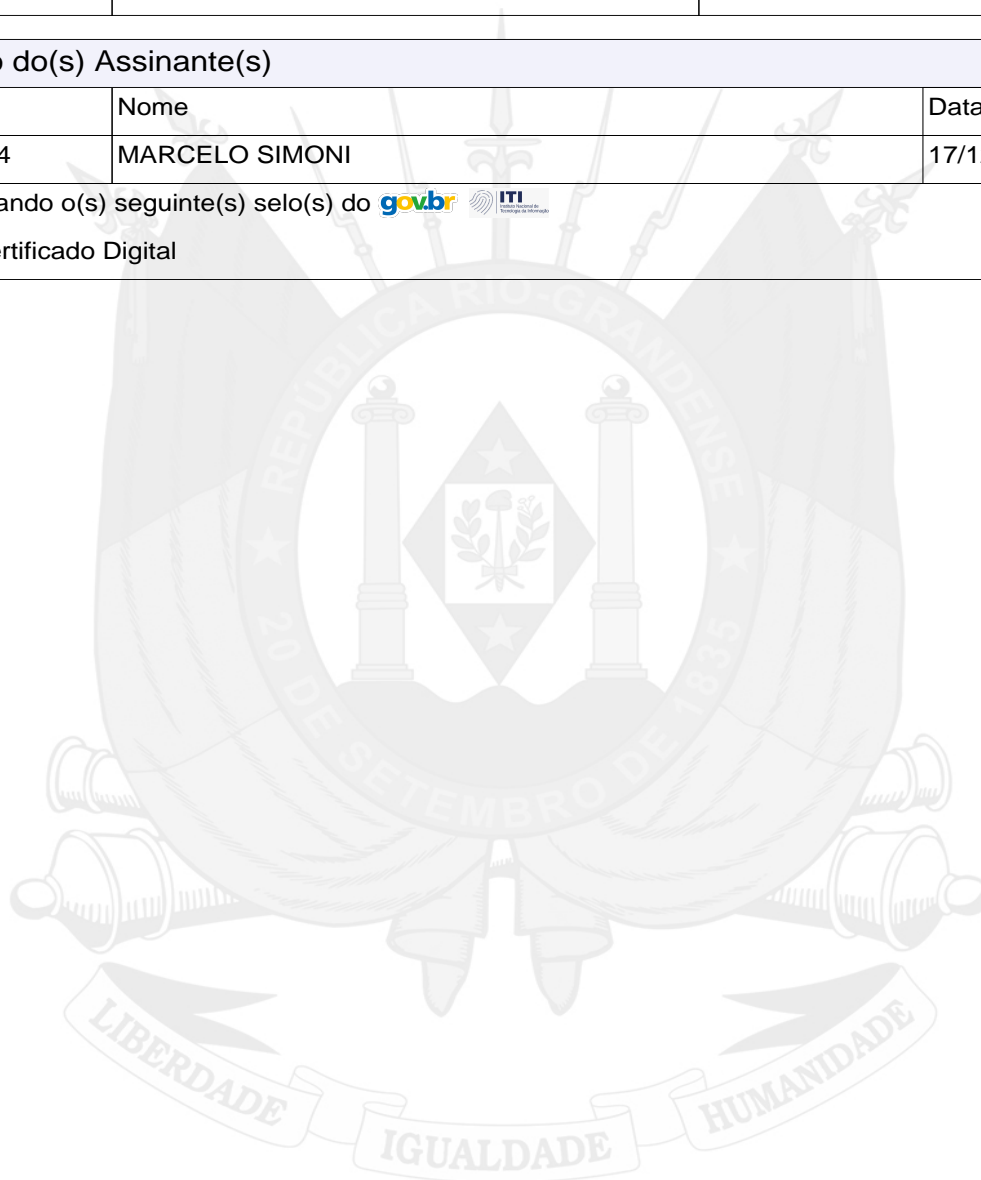 o do(s) Assinante(s)
Nome Data
4 MARCELO SIMONI 17/1
ando o(s) seguinte(s) selo(s) do gov.br ITI
rtificado Digital
REPÚBLICA RIO-GRANDENSE
20 DE SETEMBRO DE 1835
LIBERDADE IGUALDADE HUMANIDADE